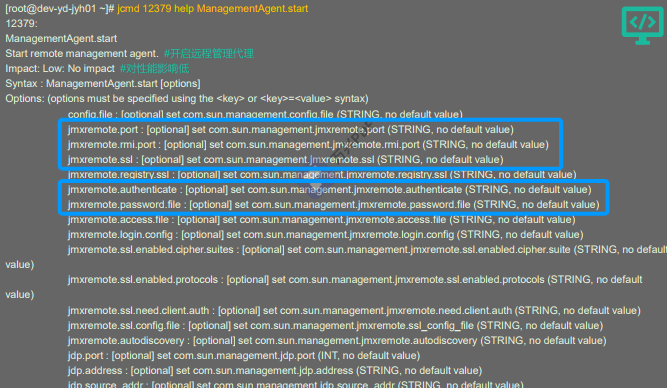 [root@dev-yd-jyh01 ~]# jcmd 12379 help ManagementAgent.start
12379:
ManagementAgent.start
Start remote management agent. #开启远程管理代理
Impact: Low: No impact #对性能影响低
Syntax : ManagementAgent.start [options]
Options: (options must be specified using the <key> or <key>=<value> syntax)
config.file : [optional] set com.sun.management.config.file (STRING, no default value)
jmxremote.port : [optional] set com.sun.management.jmxremote.port (STRING, no default value)
jmxremote.rmi.port : [optional] set com.sun.management.jmxremote.rmi.port (STRING, no default value)
jmxremote.ssl : [optional] set com.sun.management.jmxremote.ssl (STRING, no default value)
jmxremote.registry.ssl : [optional] set com.sun.management.jmxremote.registry.ssl (STRING, no default value)
jmxremote.authenticate : [optional] set com.sun.management.jmxremote.authenticate (STRING, no default value)
jmxremote.password.file : [optional] set com.sun.management.jmxremote.password.file (STRING, no default value)
jmxremote.access.file : [optional] set com.sun.management.jmxremote.access.file (STRING, no default value)
jmxremote.login.config : [optional] set com.sun.management.jmxremote.login.config (STRING, no default value)
jmxremote.ssl.enabled.cipher.suites : [optional] set com.sun.management.jmxremote.ssl.enabled.cipher.suite (STRING, no default
value)
jmxremote.ssl.enabled.protocols : [optional] set com.sun.management.jmxremote.ssl.enabled.protocols (STRING, no default
value)
jmxremote.ssl.need.client.auth : [optional] set com.sun.management.jmxremote.need.client.auth (STRING, no default value)
jmxremote.ssl.config.file : [optional] set com.sun.management.jmxremote.ssl_config_file (STRING, no default value)
jmxremote.autodiscovery : [optional] set com.sun.management.jmxremote.autodiscovery (STRING, no default value)
jdp.port : [optional] set com.sun.management.jdp.port (INT, no default value)
jdp.address : [optional] set com.sun.management.jdp.address (STRING, no default value)
jdp.source_addr : [optional] set com.sun.management.jdp.source_addr (STRING, no default value)